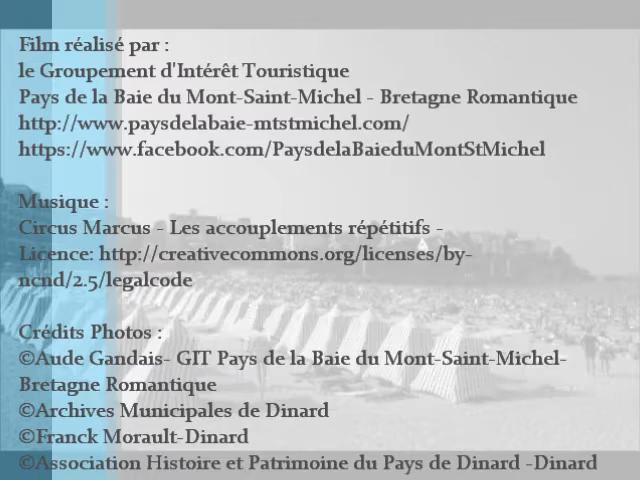 Film réalisé par :
le Groupement d'Intérêt Touristique
Pays de la Baie du Mont-Saint-Michel - Bretagne Romantique
http://www.paysdelabaie-mtstmichel.com/
https://www.facebook.com/PaysdelaBaieduMontStMichel
Musique :
Circus Marcus - Les accouplements répétitifs -
Licence: http://creativecommons.org/licenses/by-
ncnd/2.5/legalcode
Crédits Photos :
©Aude Gandais- GIT Pays de la Baie du Mont-Saint-Michel-
Bretagne Romantique
©Archives Municipales de Dinard
©Franck Morault-Dinard
©Association Histoire et Patrimoine du Pays de Dinard -Dinard